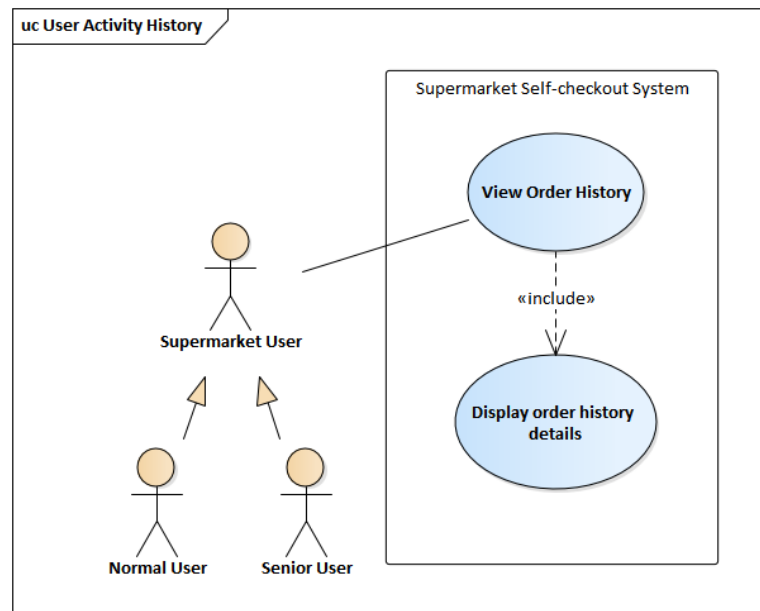 uc User Activity History
Supermarket Self-checkout System
View Order History
«include»
Supermarket User
Display order history
details
Normal User
Senior User